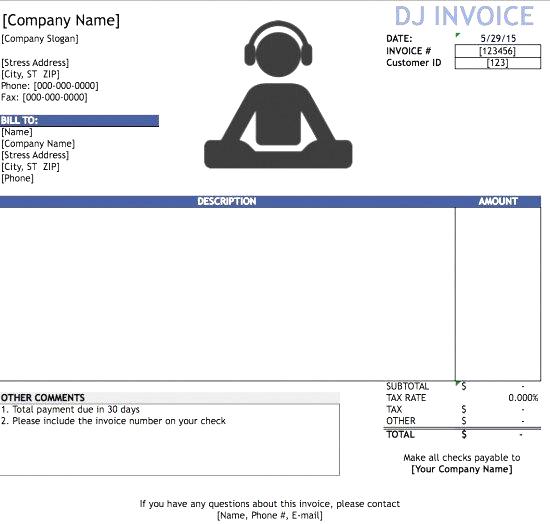 [Company Name]
DJ INVOICE
[Company Slogan]
DATE: 5/29/15
INVOICE # [123456]
Customer ID [123]
[Stress Address]
[City, ST ZIP]
Phone: [000-000-0000]
Fax: [000-000-0000]
BILL TO:
[Name]
[Company Name]
[Stress Address]
[City, ST ZIP]
[Phone]
DESCRIPTION AMOUNT
SUBTOTAL $ -
TAX RATE 0.000%
TAX $ -
OTHER $ -
TOTAL $ -
OTHER COMMENTS
1. Total payment due in 30 days
2. Please include the invoice number on your check
Make all checks payable to
[Your Company Name]
If you have any questions about this invoice, please contact
[Name, Phone #, E-mail]